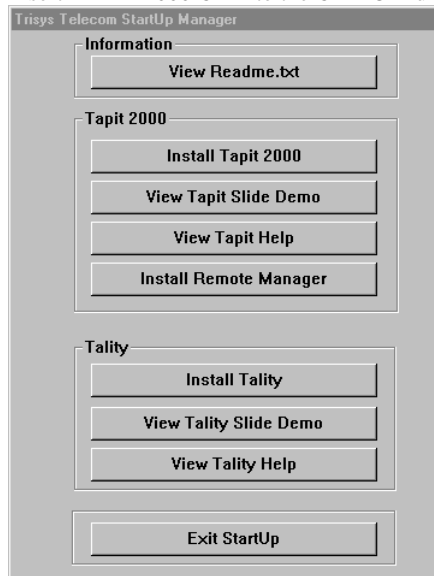 Trisys Telecom StartUp Manager
Information
View Readme.txt
Tapit 2000
Install Tapit 2000
View Tapit Slide Demo
View Tapit Help
Install Remote Manager
Tality
Install Tality
View Tality Slide Demo
View Tality Help
Exit StartUp